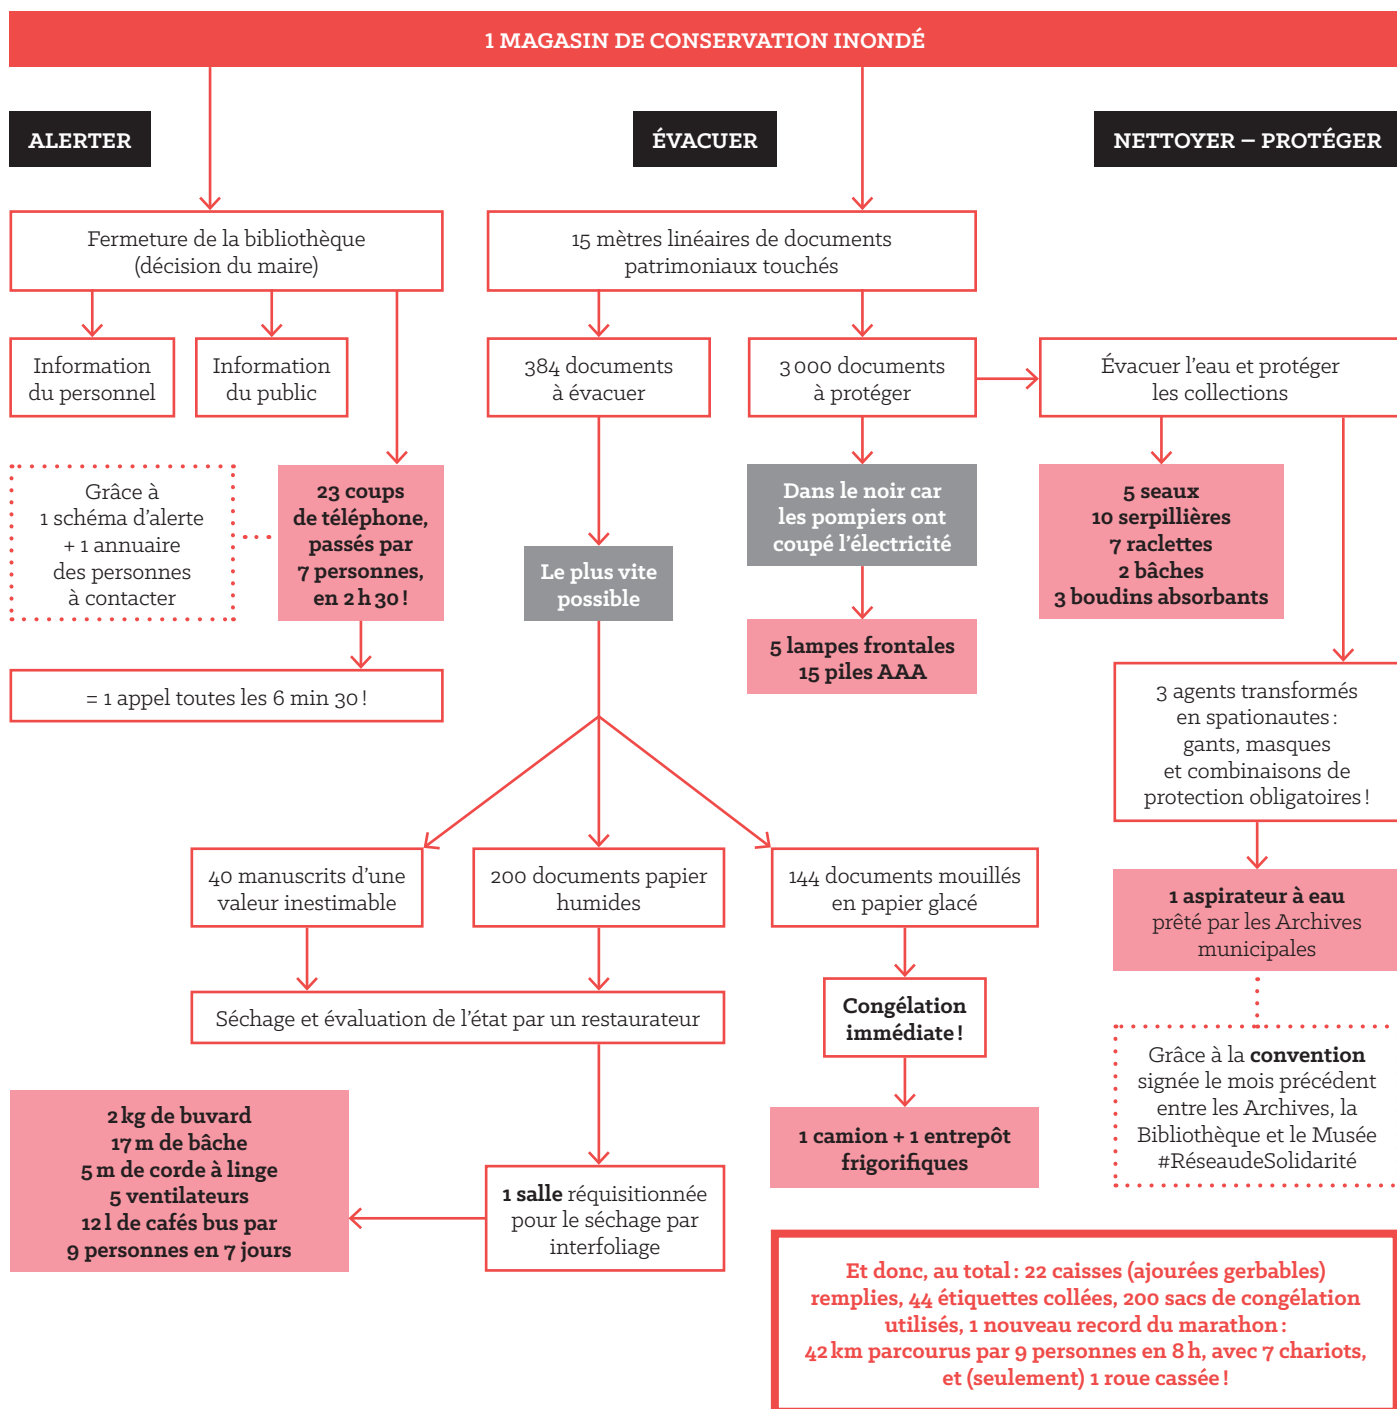 1 MAGASIN DE CONSERVATION INONDÉ
ALERTER
ÉVACUER
NETTOYER – PROTÉGER
Fermeture de la bibliothèque
(décision du maire)
15 mètres linéaires de documents
patrimoniaux touchés
Information
du personnel
Information
du public
384 documents
à évacuer
3 000 documents
à protéger
Évacuer l’eau et protéger
les collections
Grâce à
1 schéma d’alerte
+ 1 annuaire
des personnes
à contacter
23 coups
de téléphone,
passés par
7 personnes,
en 2 h 30 !
Le plus vite
possible
Dans le noir car
les pompiers ont
coupé l’électricité
5 seaux
10 serpillières
7 raclettes
2 bâches
3 boudins absorbants
5 lampes frontales
15 piles AAA
= 1 appel toutes les 6 min 30 !
3 agents transformés
en spationautes :
gants, masques
et combinaisons de
protection obligatoires !
40 manuscrits d’une
valeur inestimable
200 documents papier
humides
144 documents mouillés
en papier glacé
1 aspirateur à eau
prêté par les Archives
municipales
Séchage et évaluation de l’état par un restaurateur
Congélation
immédiate !
Grâce à la convention
signée le mois précédent
entre les Archives, la
Bibliothèque et le Musée
#RéseaudeSolidarité
2 kg de buvard
17 m de bâche
5 m de corde à linge
5 ventilateurs
12 l de cafés bus par
9 personnes en 7 jours
1 salle réquisitionnée
pour le séchage par
interfoliage
1 camion + 1 entrepôt
frigorifiques
Et donc, au total : 22 caisses (ajourées gerbables)
remplies, 44 étiquettes collées, 200 sacs de congélation
utilisés, 1 nouveau record du marathon :
42 km parcourus par 9 personnes en 8 h, avec 7 chariots,
et (seulement) 1 roue cassée !